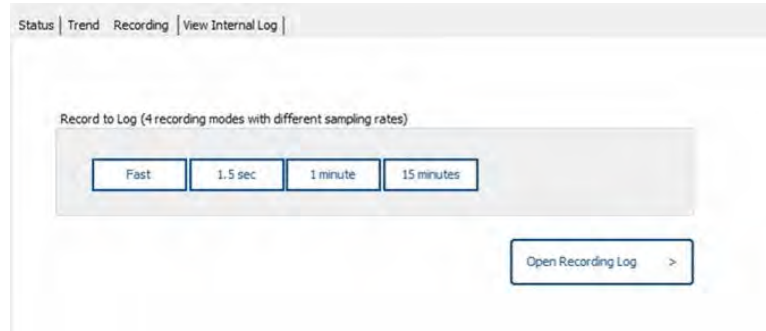 Status | Trend Recording | View Internal Log |
Record to Log (4 recording modes with different sampling rates)
Fast 1.5 sec 1 minute 15 minutes
Open Recording Log >